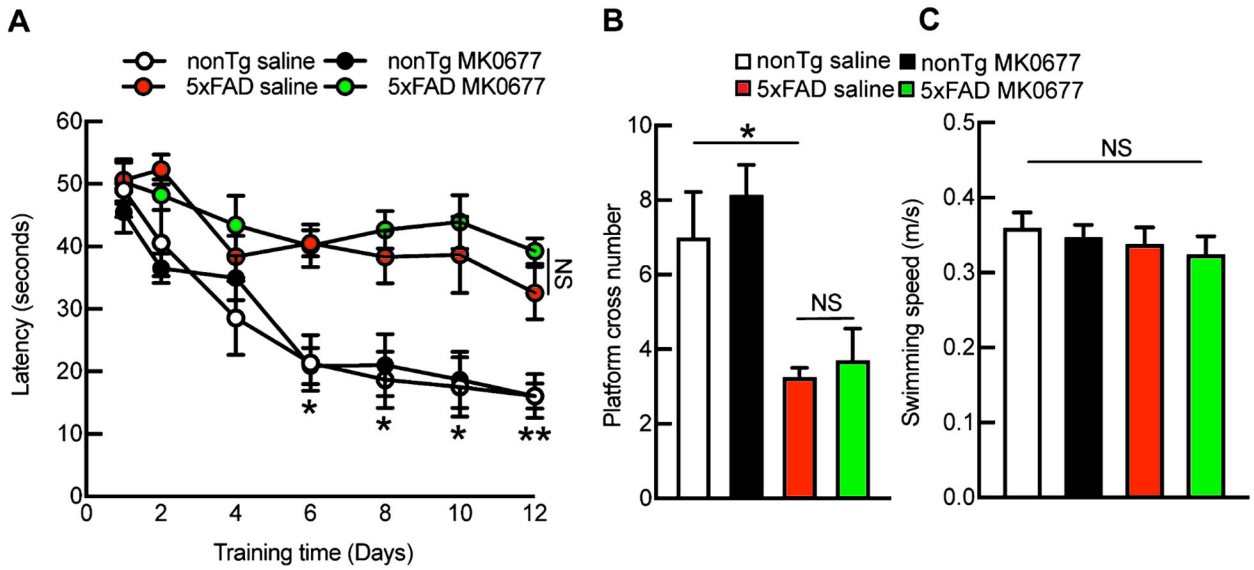 A
nonTg saline nonTg MK0677
5xFAD saline 5xFAD MK0677
Latency (seconds)
60
50
40
30
20
10
0
NS
* * * **
0 2 4 6 8 10 12
Training time (Days)
B
nonTg saline nonTg MK0677
5xFAD saline 5xFAD MK0677
Platform cross number
10
8
6
4
2
0
*
NS
C
Swimming speed (m/s)
0.5
0.4
0.3
0.2
0.1
0.0
NS